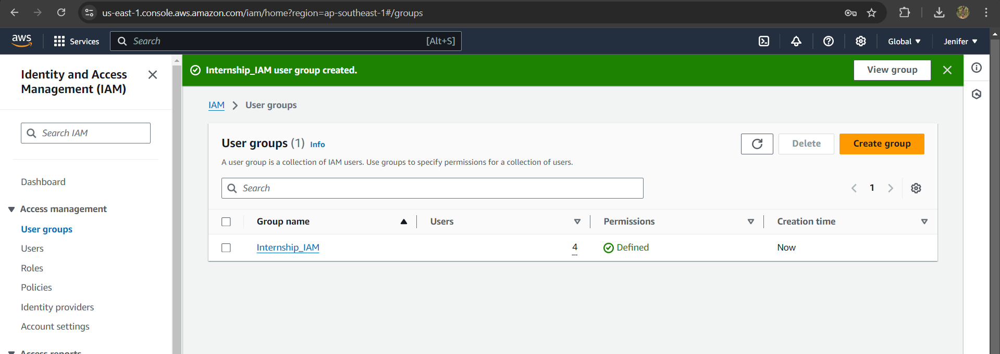 us-east-1.console.aws.amazon.com/iam/home?region=ap-southeast-1#/groups
aws
Services
Search
[Alt+S]
Global
Jenifer
Identity and Access
Management (IAM)
Search IAM
Dashboard
Access management
User groups
Users
Roles
Policies
Identity providers
Account settings
Access reports
Internship_IAM user group created.
View group
IAM
User groups
User groups (1) Info
A user group is a collection of IAM users. Use groups to specify permissions for a collection of users.
Delete
Create group
Search
1
Group name
Users
Permissions
Creation time
Internship_IAM
4
Defined
Now